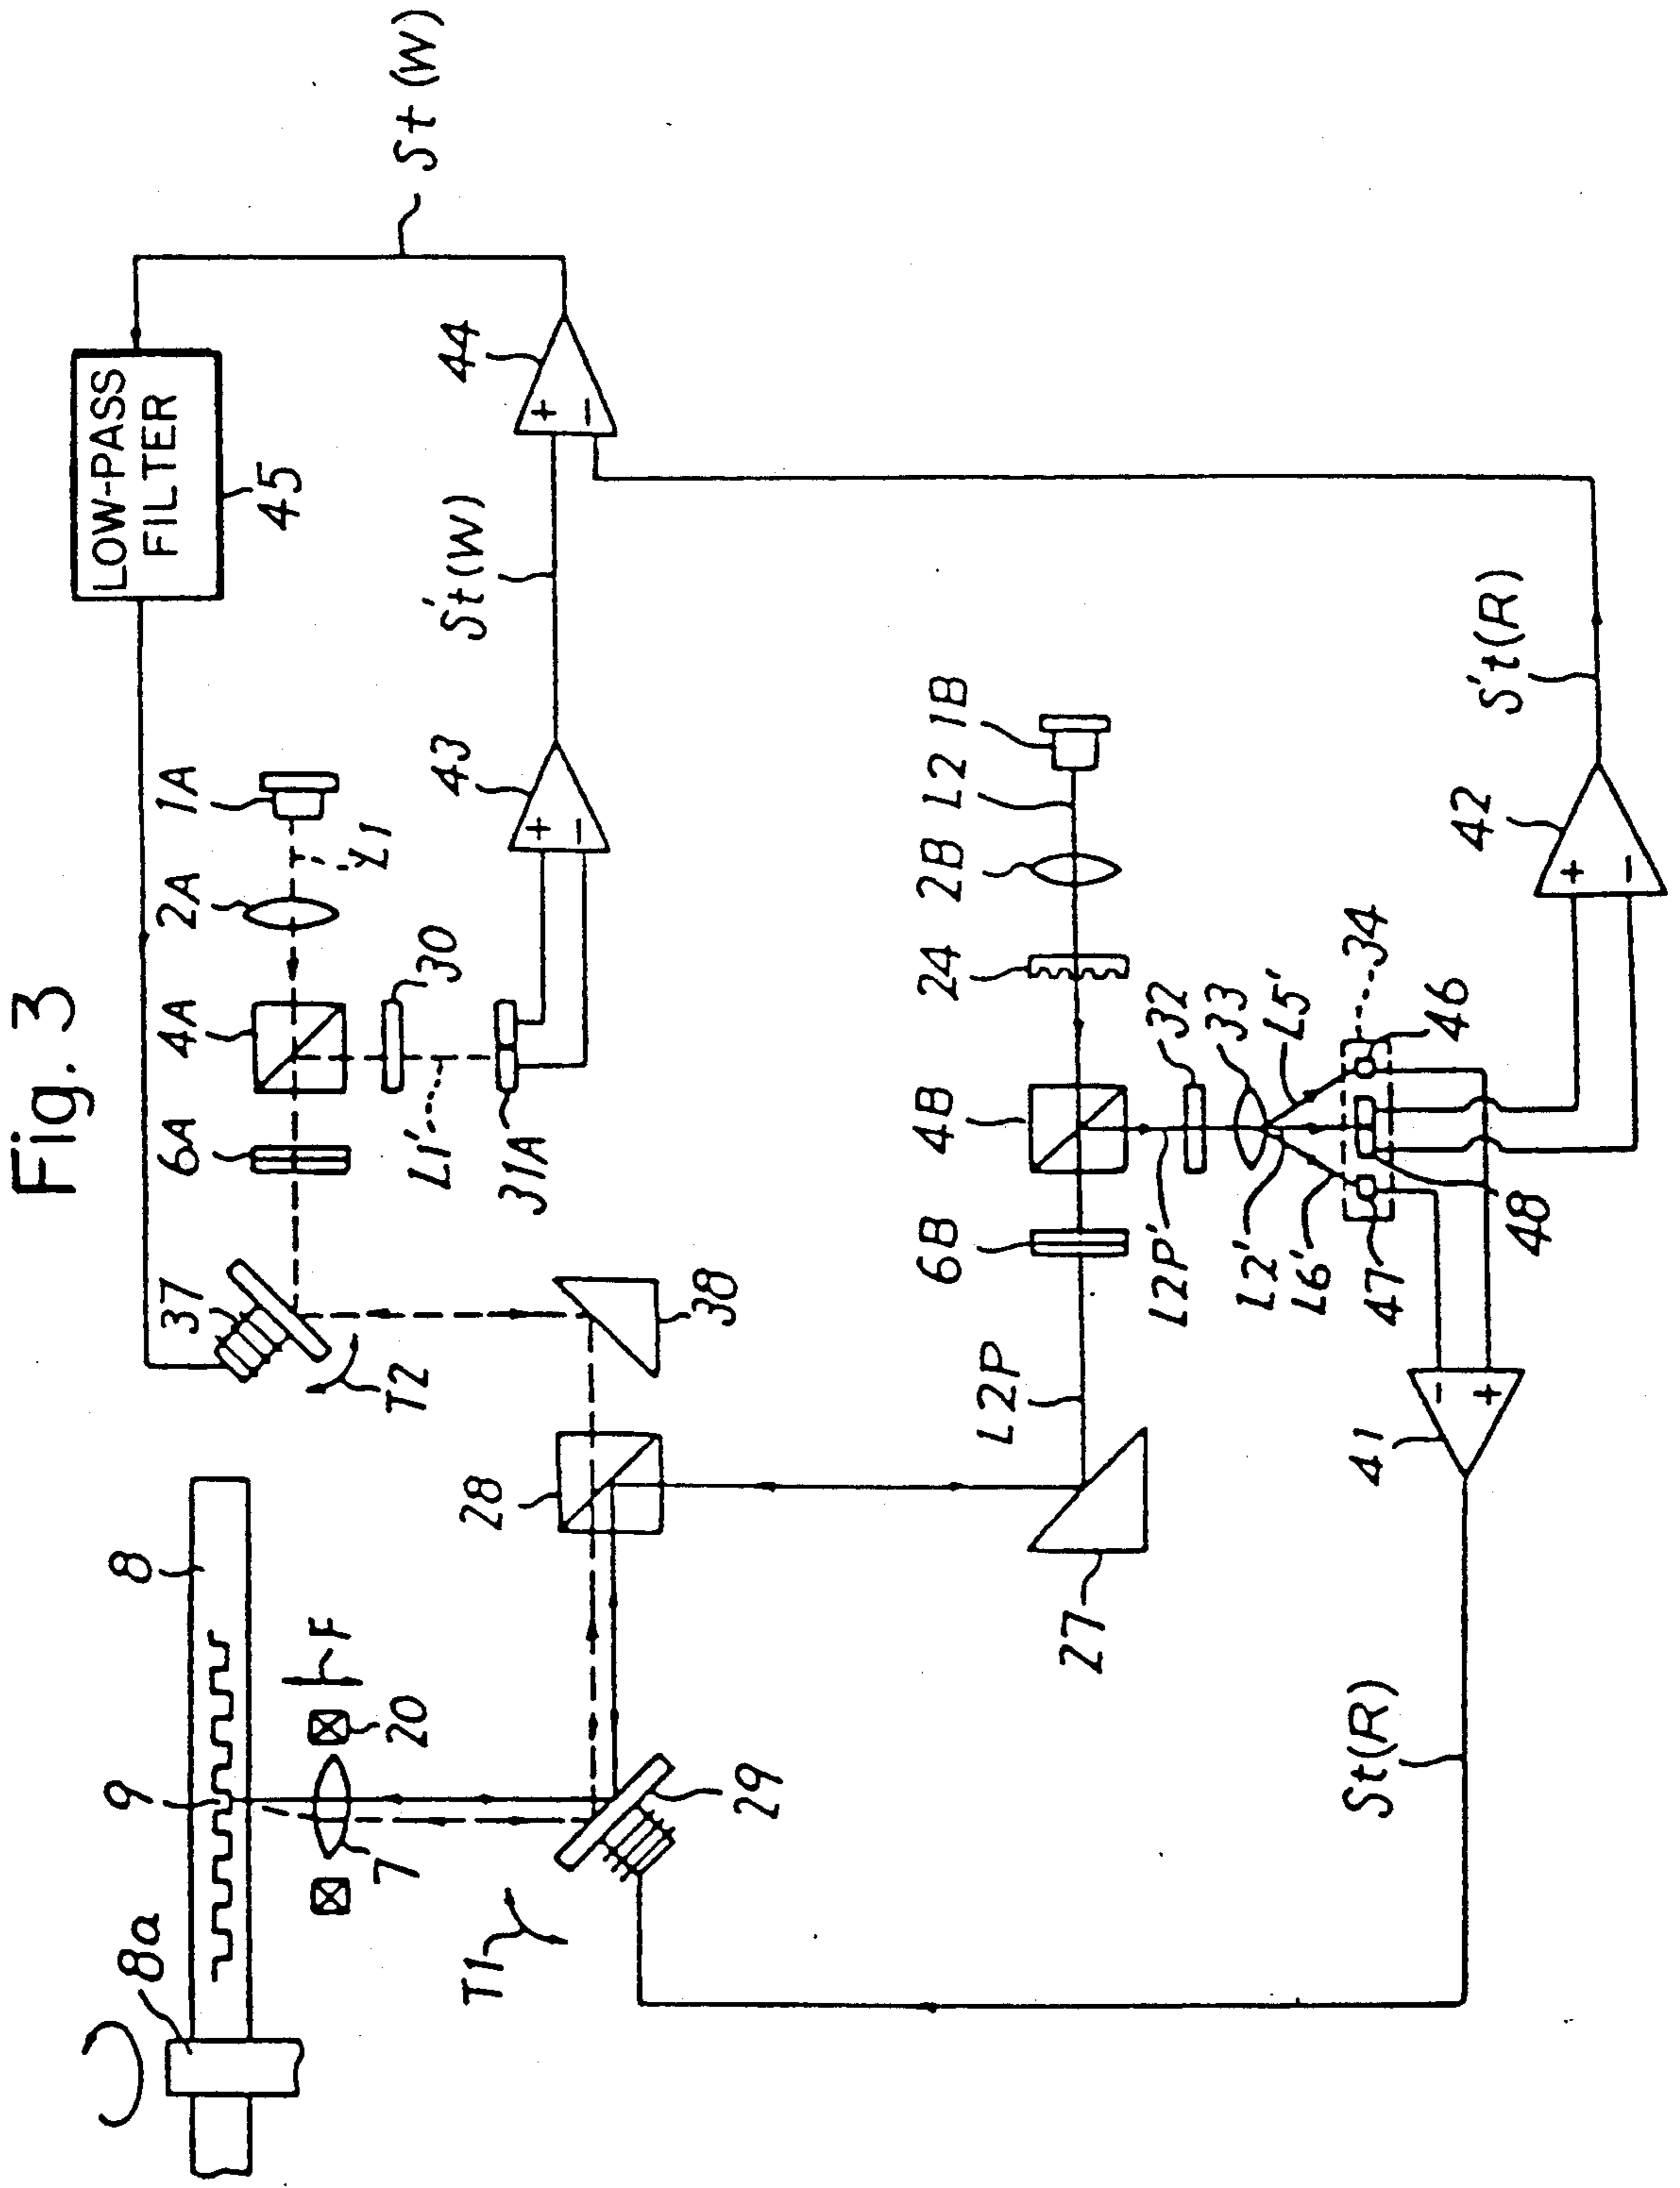 Fig. 3
8a
9
8
37
6A
4A
2A
1A
LOW-PASS
FILTER
45
L1
30
F
20
7
T2
L1'
31A
43
S't(W)
44
St(W)
T1
28
38
29
6B
4B
24
2B
L2
1B
L2P
27
L2P'
32
33
L5'
34
L2'
L6'
47
48
46
42
S't(R)
41
St(R)
+
−
+
−
+
−
−
+